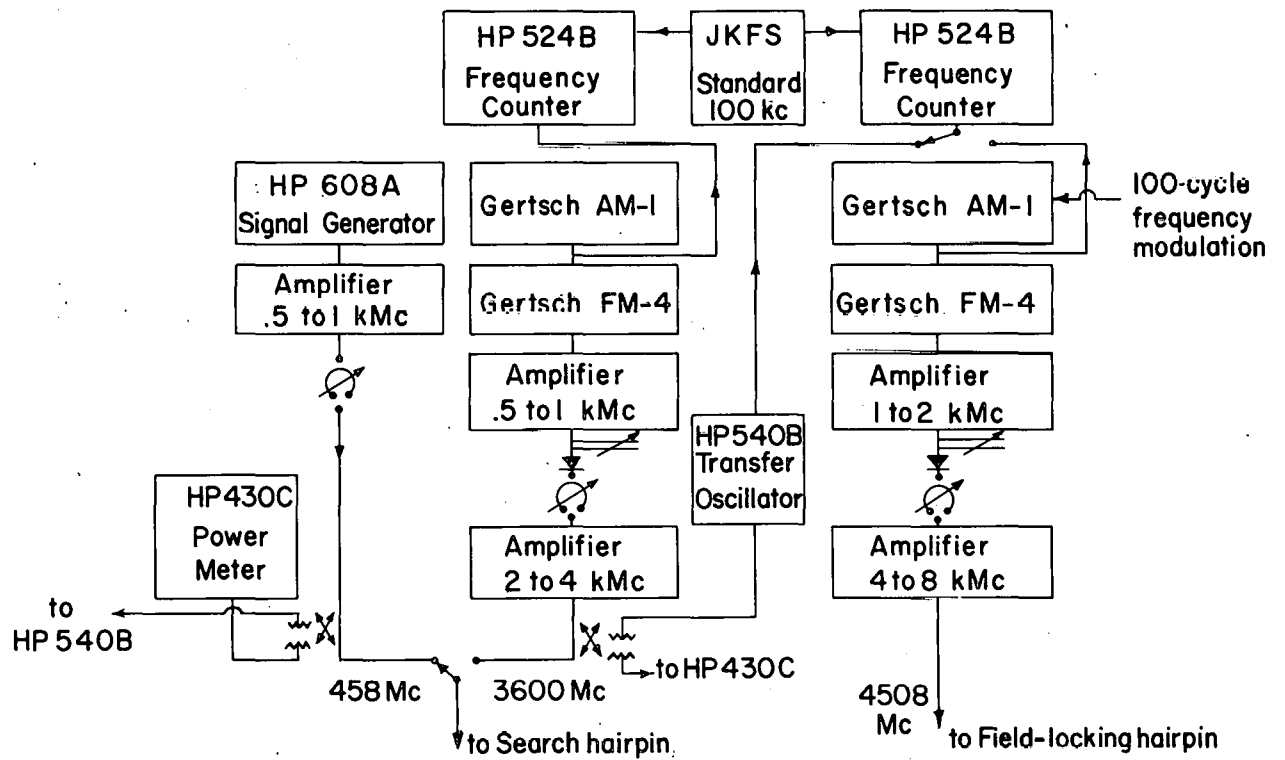 HP 524B
Frequency
Counter
JKFS
Standard
100 kc
HP 524B
Frequency
Counter
HP 608A
Signal Generator
Gertsch AM-1
Gertsch AM-1
100-cycle
frequency
modulation
Amplifier
.5 to 1 kMc
Gertsch FM-4
Gertsch FM-4
Amplifier
.5 to 1 kMc
Amplifier
1 to 2 kMc
HP540B
Transfer
Oscillator
HP430C
Power
Meter
Amplifier
2 to 4 kMc
Amplifier
4 to 8 kMc
to
HP 540B
to HP430C
458 Mc
3600 Mc
4508
Mc
to Search hairpin
to Field-locking hairpin